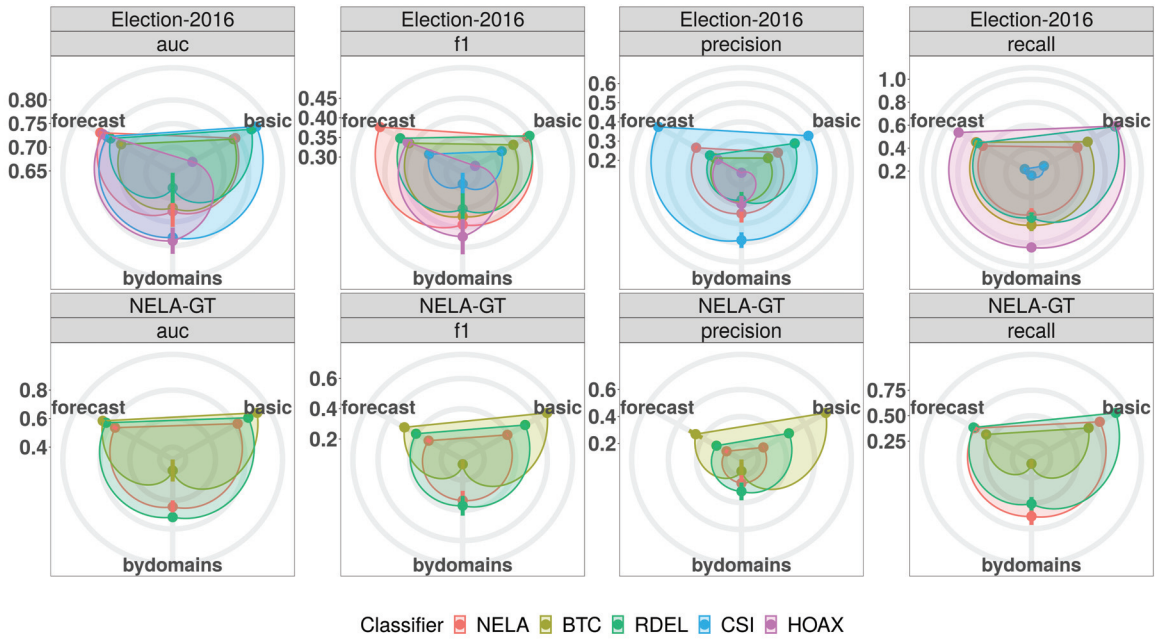 Election-2016 Election-2016 Election-2016 Election-2016
auc f1 precision recall
0.80
0.75
0.70
0.65
forecast basic
bydomains
0.45
0.40
0.35
0.30
forecast basic
bydomains
0.6
0.5
0.4
0.3
0.2
forecast basic
bydomains
1.0
0.8
0.6
0.4
0.2
forecast basic
bydomains
NELA-GT NELA-GT NELA-GT NELA-GT
auc f1 precision recall
0.8
0.6
0.4
forecast basic
bydomains
0.6
0.4
0.2
forecast basic
bydomains
0.6
0.4
0.2
forecast basic
bydomains
0.75
0.50
0.25
forecast basic
bydomains
Classifier NELA BTC RDEL CSI HOAX